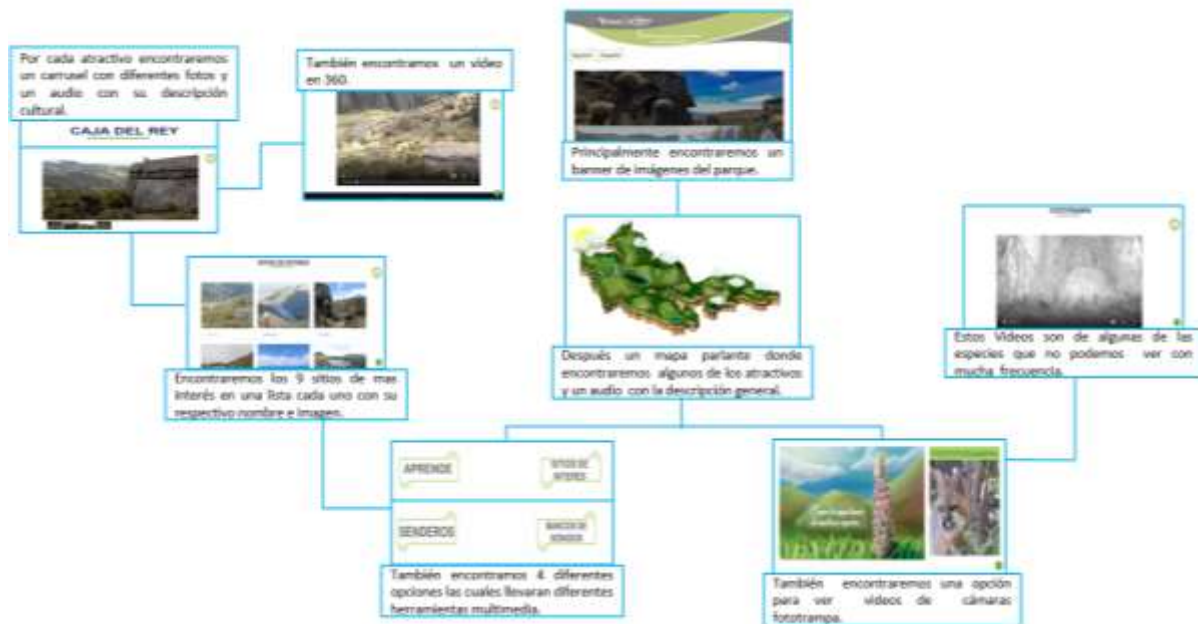 Por cada atractivo encontraremos
un carrusel con diferentes fotos y
un audio con su descripción
cultural.
CAJA DEL REY
También encontramos un video
en 360.
Principalmente encontraremos un
banner de imágenes del parque.
Después un mapa parlante donde
encontraremos algunos de los atractivos
y un audio con la descripción general.
Estos Videos son de algunas de las
especies que no podemos ver con
mucha frecuencia.
Encontraremos los 9 sitios de mas
interés en una lista cada uno con su
respectivo nombre e imagen.
APRENDE
SITIOS DE
INTERES
SENDEROS
BANCOS DE
SONIDOS
También encontramos 4 diferentes
opciones las cuales llevaran diferentes
herramientas multimedia.
También encontraremos una opción
para ver videos de cámaras
fototrampa.